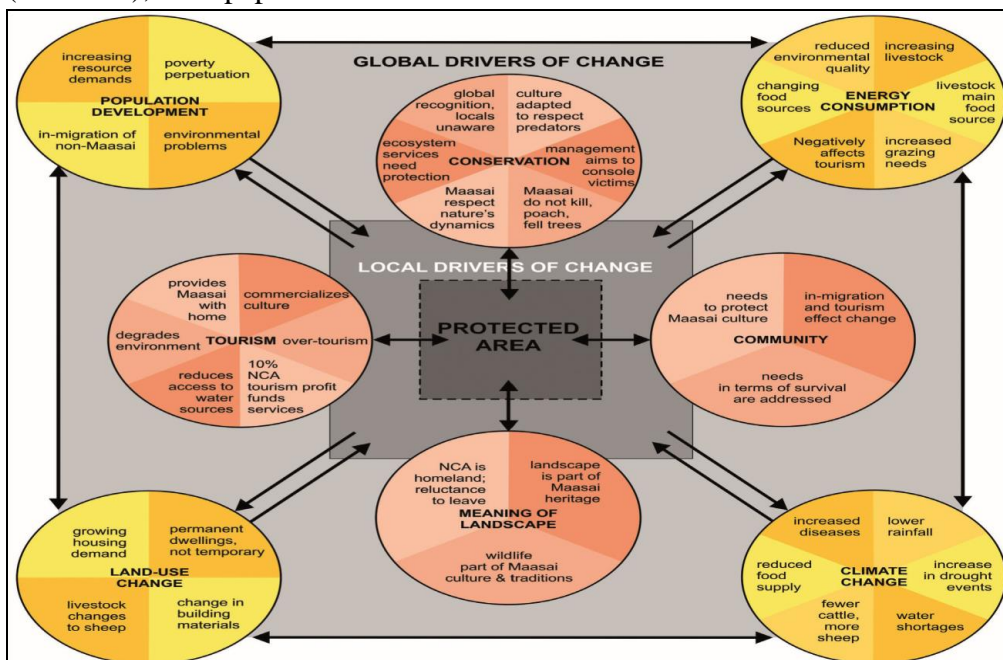 GLOBAL DRIVERS OF CHANGE
increasing
resource
demands
poverty
perpetuation
POPULATION
DEVELOPMENT
in-migration of
non-Maasai
environmental
problems
global
recognition,
locals
unaware
culture
adapted
to respect
predators
ecosystem
services
need
protection
CONSERVATION
management
aims to
console
victims
Maasai
respect
nature's
dynamics
Maasai
do not kill,
poach,
fell trees
reduced
environmental
quality
increasing
livestock
changing
food
sources
ENERGY
CONSUMPTION
livestock
main
food
source
Negatively
affects
tourism
increased
grazing
needs
LOCAL DRIVERS OF CHANGE
PROTECTED
AREA
provides
Maasai
with
home
commercializes
culture
degrades
environment
TOURISM
over-tourism
reduces
access to
water
sources
10%
NCA
tourism profit
funds
services
needs
to protect
Maasai culture
in-migration
and tourism
effect change
COMMUNITY
needs
in terms of survival
are addressed
NCA is
homeland;
reluctance
to leave
landscape
is part of
Maasai
heritage
MEANING OF
LANDSCAPE
wildlife
part of Maasai
culture & traditions
growing
housing
demand
permanent
dwellings,
not temporary
LAND-USE
CHANGE
livestock
changes
to sheep
change in
building
materials
increased
diseases
lower
rainfall
reduced
food
supply
CLIMATE
CHANGE
increase
in drought
events
fewer
cattle,
more
sheep
water
shortages